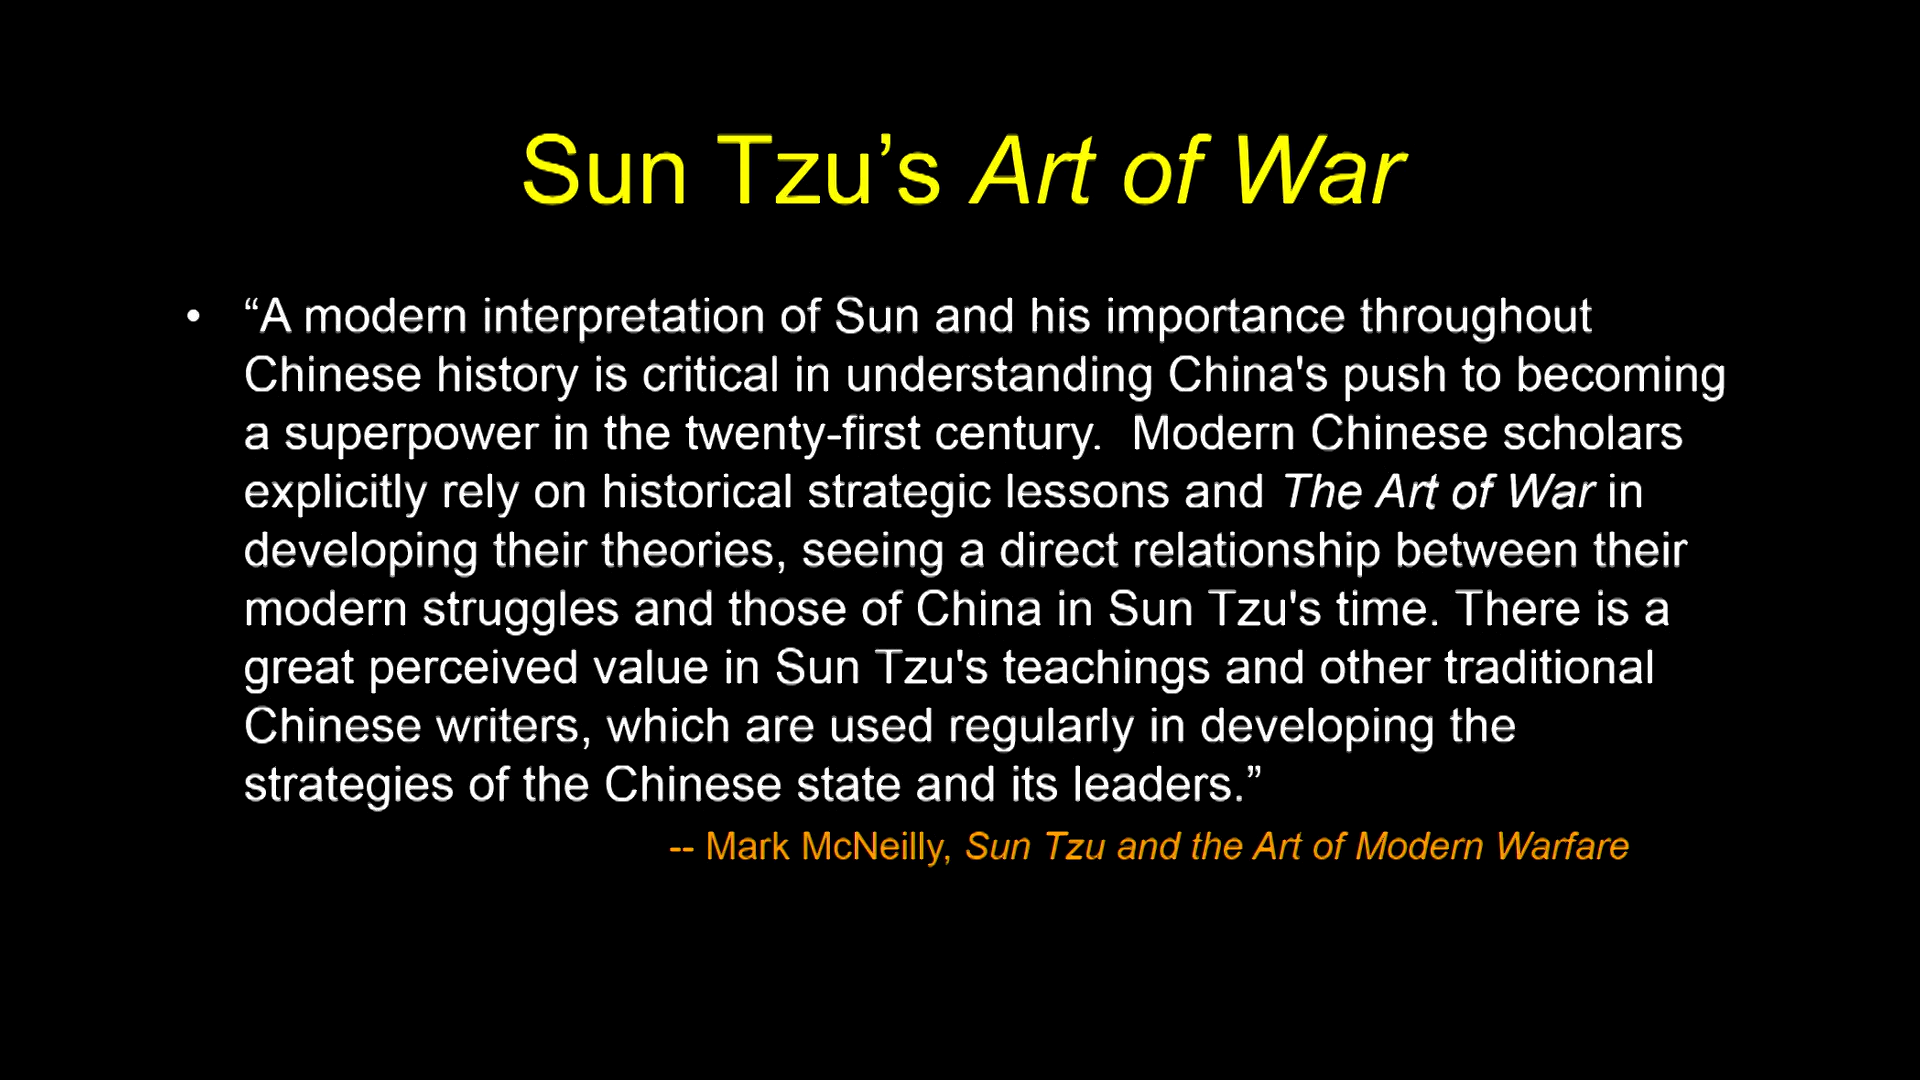 Sun Tzu’s Art of War
• “A modern interpretation of Sun and his importance throughout
Chinese history is critical in understanding China's push to becoming
a superpower in the twenty-first century.  Modern Chinese scholars
explicitly rely on historical strategic lessons and The Art of War in
developing their theories, seeing a direct relationship between their
modern struggles and those of China in Sun Tzu's time. There is a
great perceived value in Sun Tzu's teachings and other traditional
Chinese writers, which are used regularly in developing the
strategies of the Chinese state and its leaders.”
-- Mark McNeilly, Sun Tzu and the Art of Modern Warfare